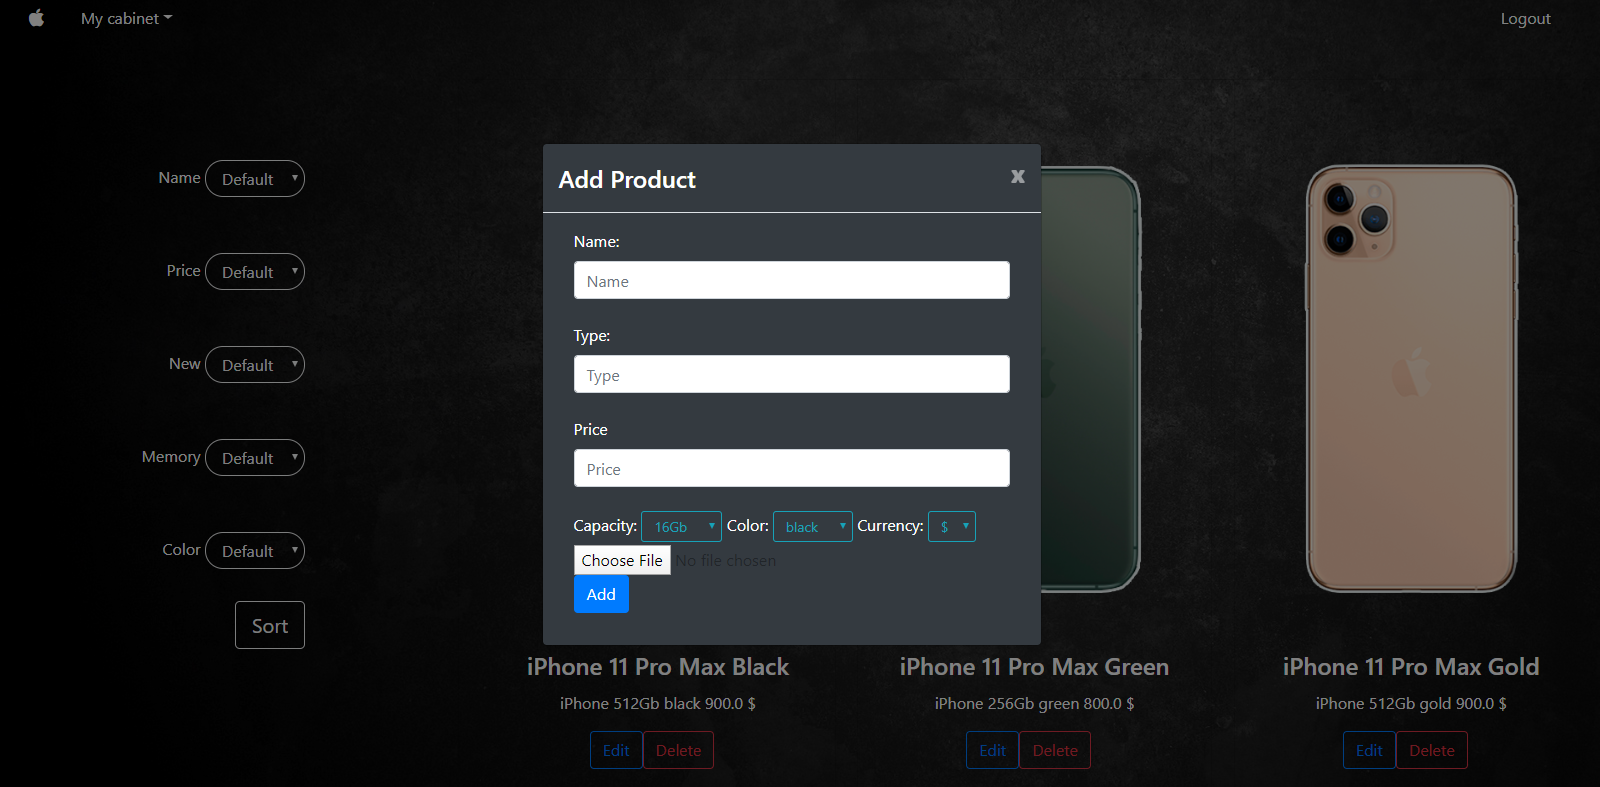 My cabinet
Logout
Name Default
Price Default
New Default
Memory Default
Color Default
Sort
Add Product
x
Name:
Name
Type:
Type
Price
Price
Capacity: 16Gb Color: black Currency: $
Choose File No file chosen
Add
iPhone 11 Pro Max Black
iPhone 512Gb black 900.0 $
Edit Delete
iPhone 11 Pro Max Green
iPhone 256Gb green 800.0 $
Edit Delete
iPhone 11 Pro Max Gold
iPhone 512Gb gold 900.0 $
Edit Delete